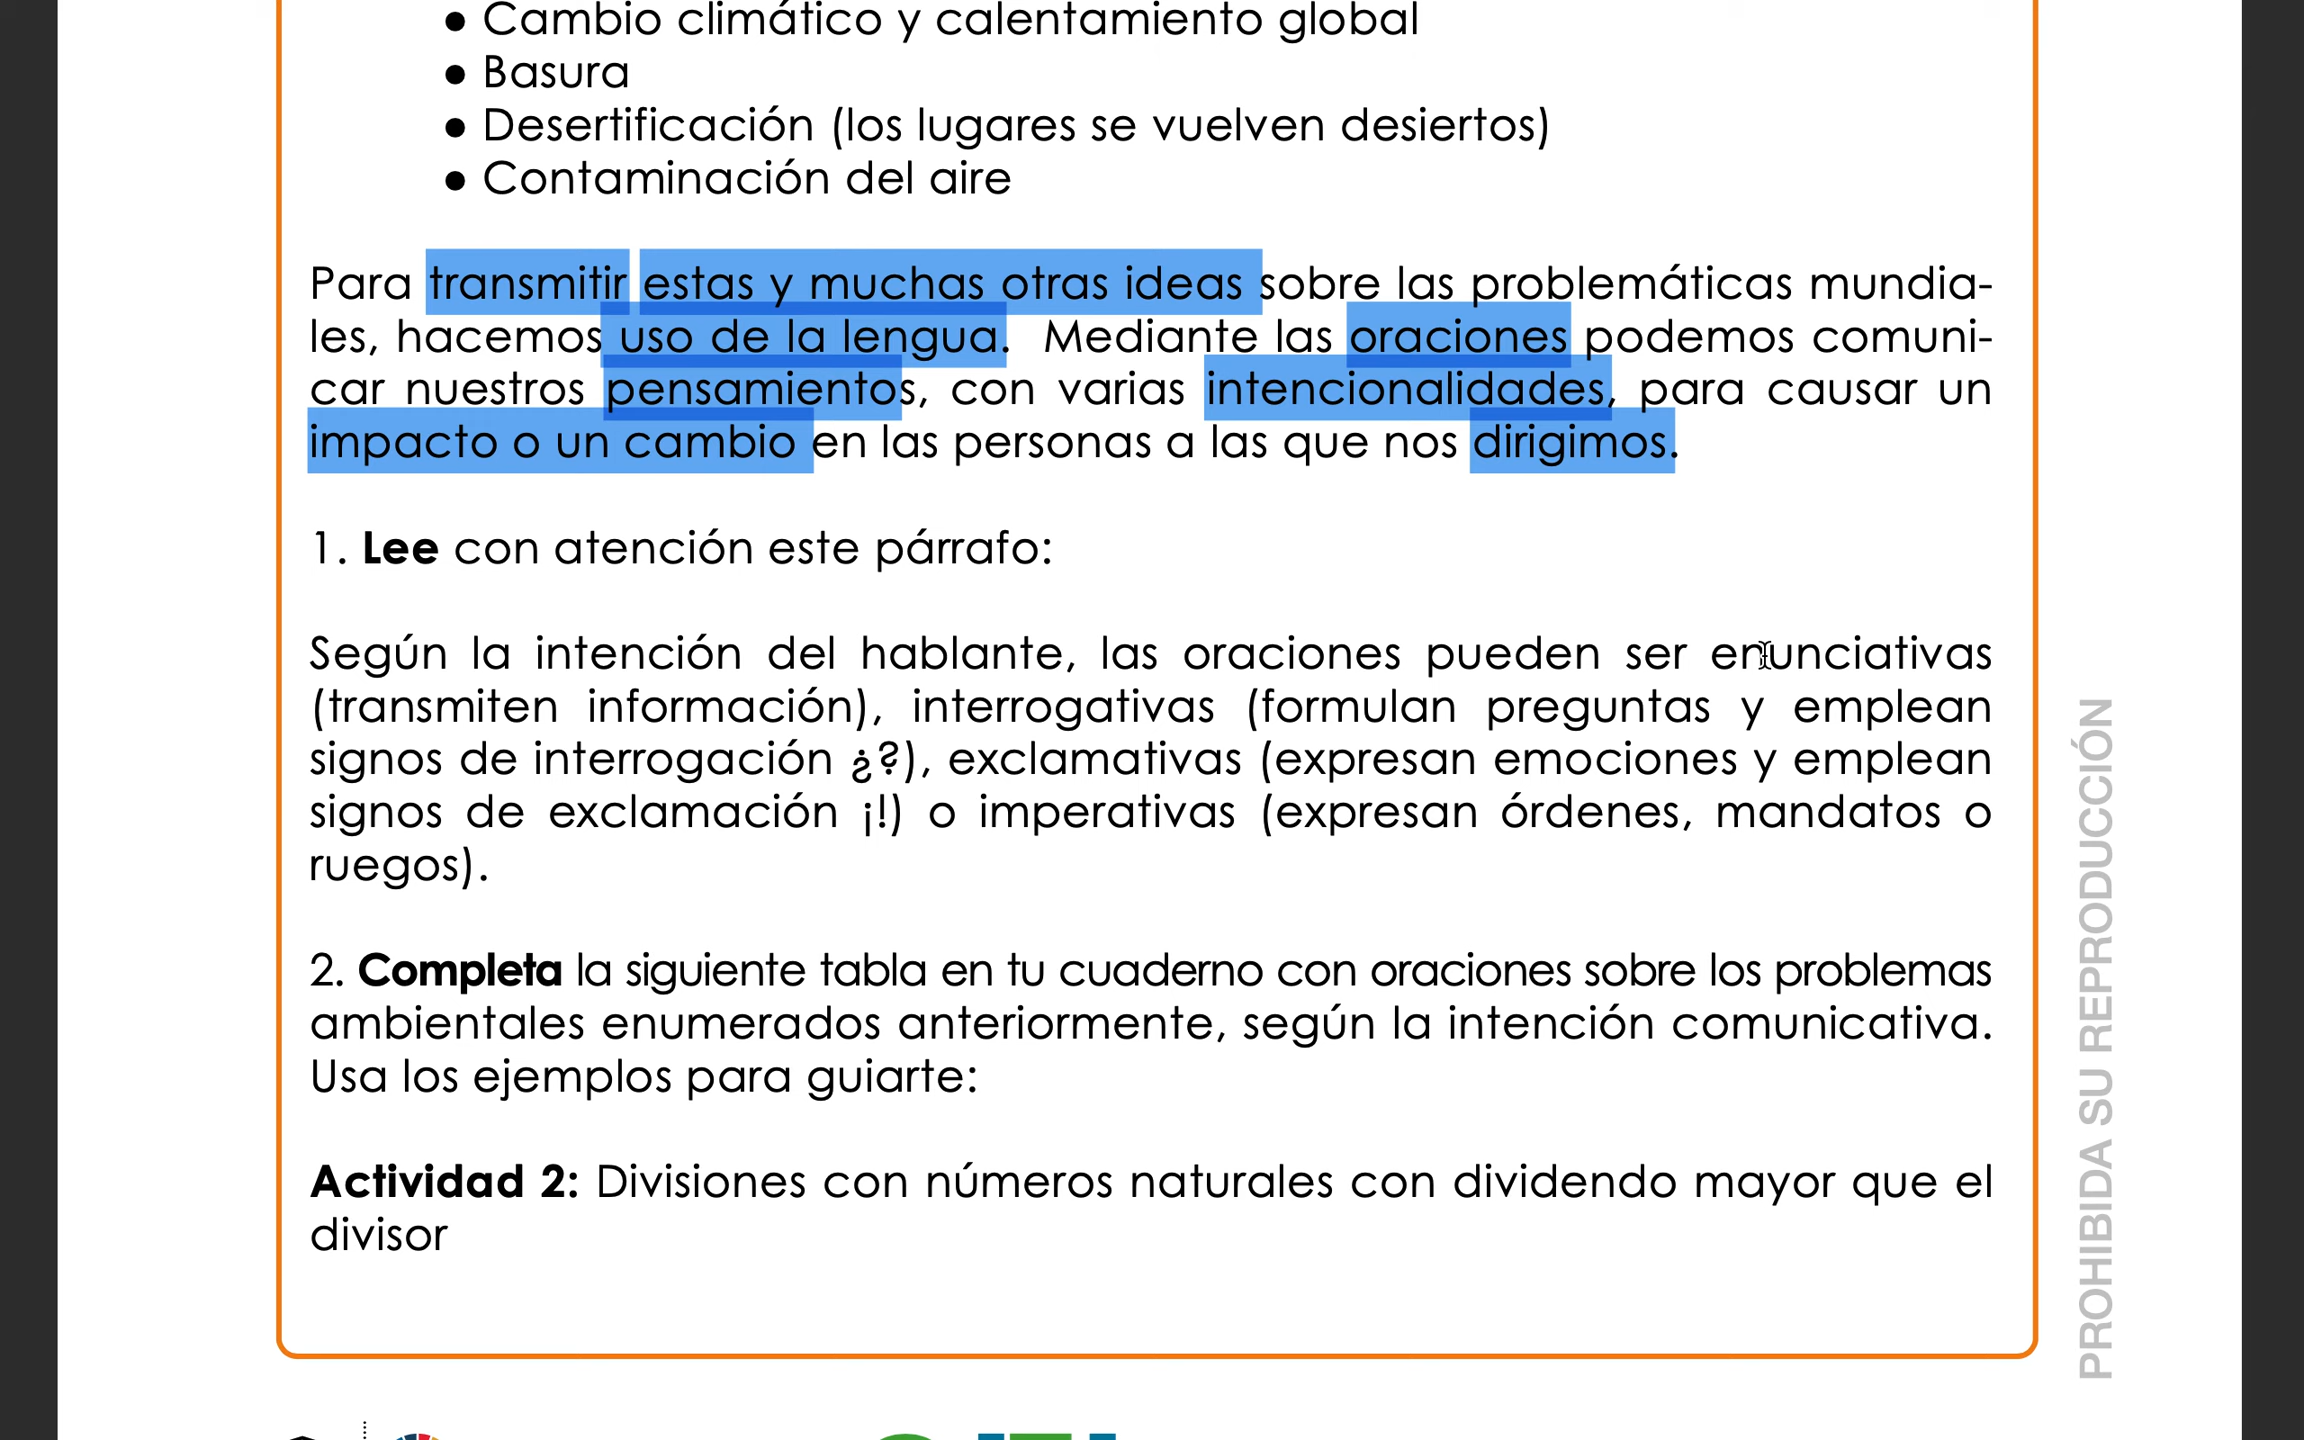 ● Cambio climático y calentamiento global
● Basura
● Desertificación (los lugares se vuelven desiertos)
● Contaminación del aire
Para transmitir estas y muchas otras ideas sobre las problemáticas mundia-
les, hacemos uso de la lengua.  Mediante las oraciones podemos comuni-
car nuestros pensamientos, con varias intencionalidades, para causar un
impacto o un cambio en las personas a las que nos dirigimos.
1. Lee con atención este párrafo:
Según la intención del hablante, las oraciones pueden ser enunciativas
(transmiten información), interrogativas (formulan preguntas y emplean
signos de interrogación ¿?), exclamativas (expresan emociones y emplean
signos de exclamación ¡!) o imperativas (expresan órdenes, mandatos o
ruegos).
2. Completa la siguiente tabla en tu cuaderno con oraciones sobre los problemas
ambientales enumerados anteriormente, según la intención comunicativa.
Usa los ejemplos para guiarte:
Actividad 2: Divisiones con números naturales con dividendo mayor que el
divisor
PROHIBIDA SU REPRODUCCIÓN